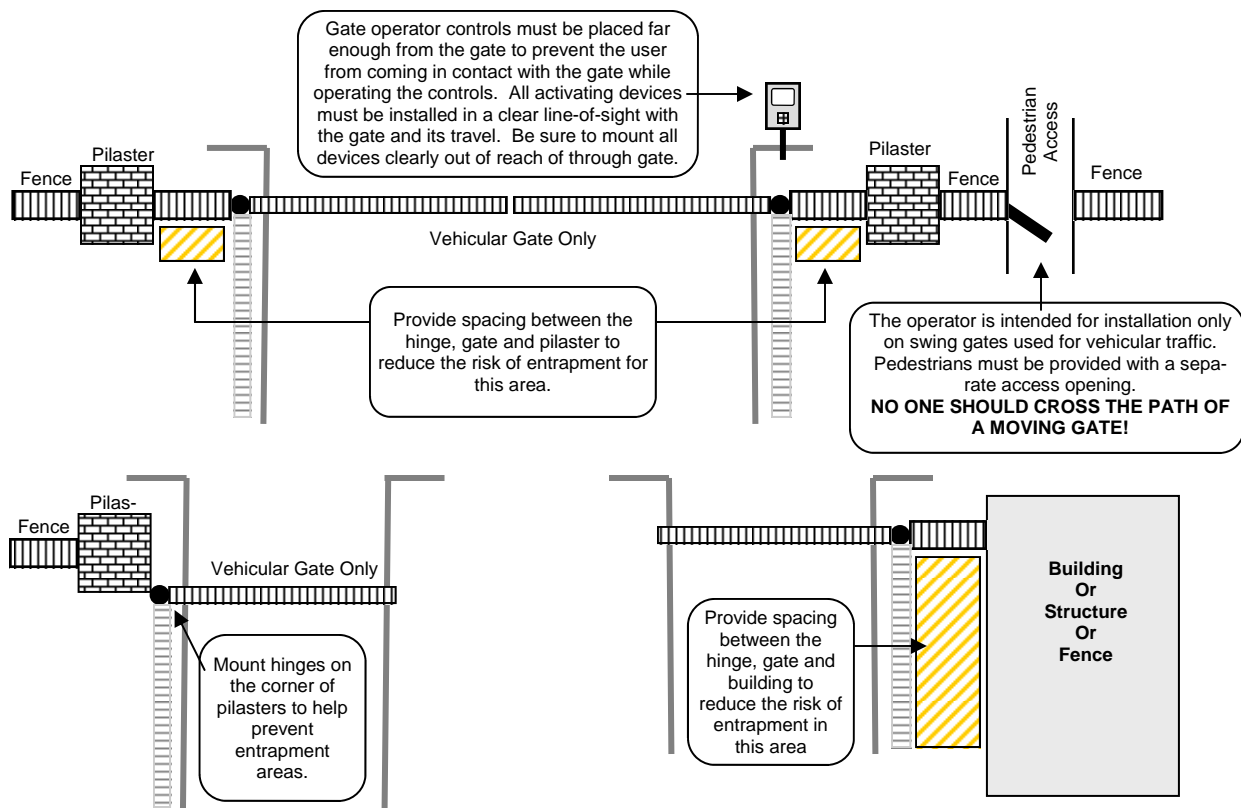 Gate operator controls must be placed far
enough from the gate to prevent the user
from coming in contact with the gate while
operating the controls. All activating devices
must be installed in a clear line-of-sight with
the gate and its travel. Be sure to mount all
devices clearly out of reach of through gate.
Pilaster
Fence
Pilaster
Fence
Pedestrian
Access
Fence
Vehicular Gate Only
Provide spacing between the
hinge, gate and pilaster to
reduce the risk of entrapment for
this area.
The operator is intended for installation only
on swing gates used for vehicular traffic.
Pedestrians must be provided with a sepa-
rate access opening.
NO ONE SHOULD CROSS THE PATH OF
A MOVING GATE!
Pilas-
Fence
Vehicular Gate Only
Mount hinges on
the corner of
pilasters to help
prevent
entrapment
areas.
Provide spacing
between the
hinge, gate and
building to
reduce the risk of
entrapment in
this area
Building
Or
Structure
Or
Fence